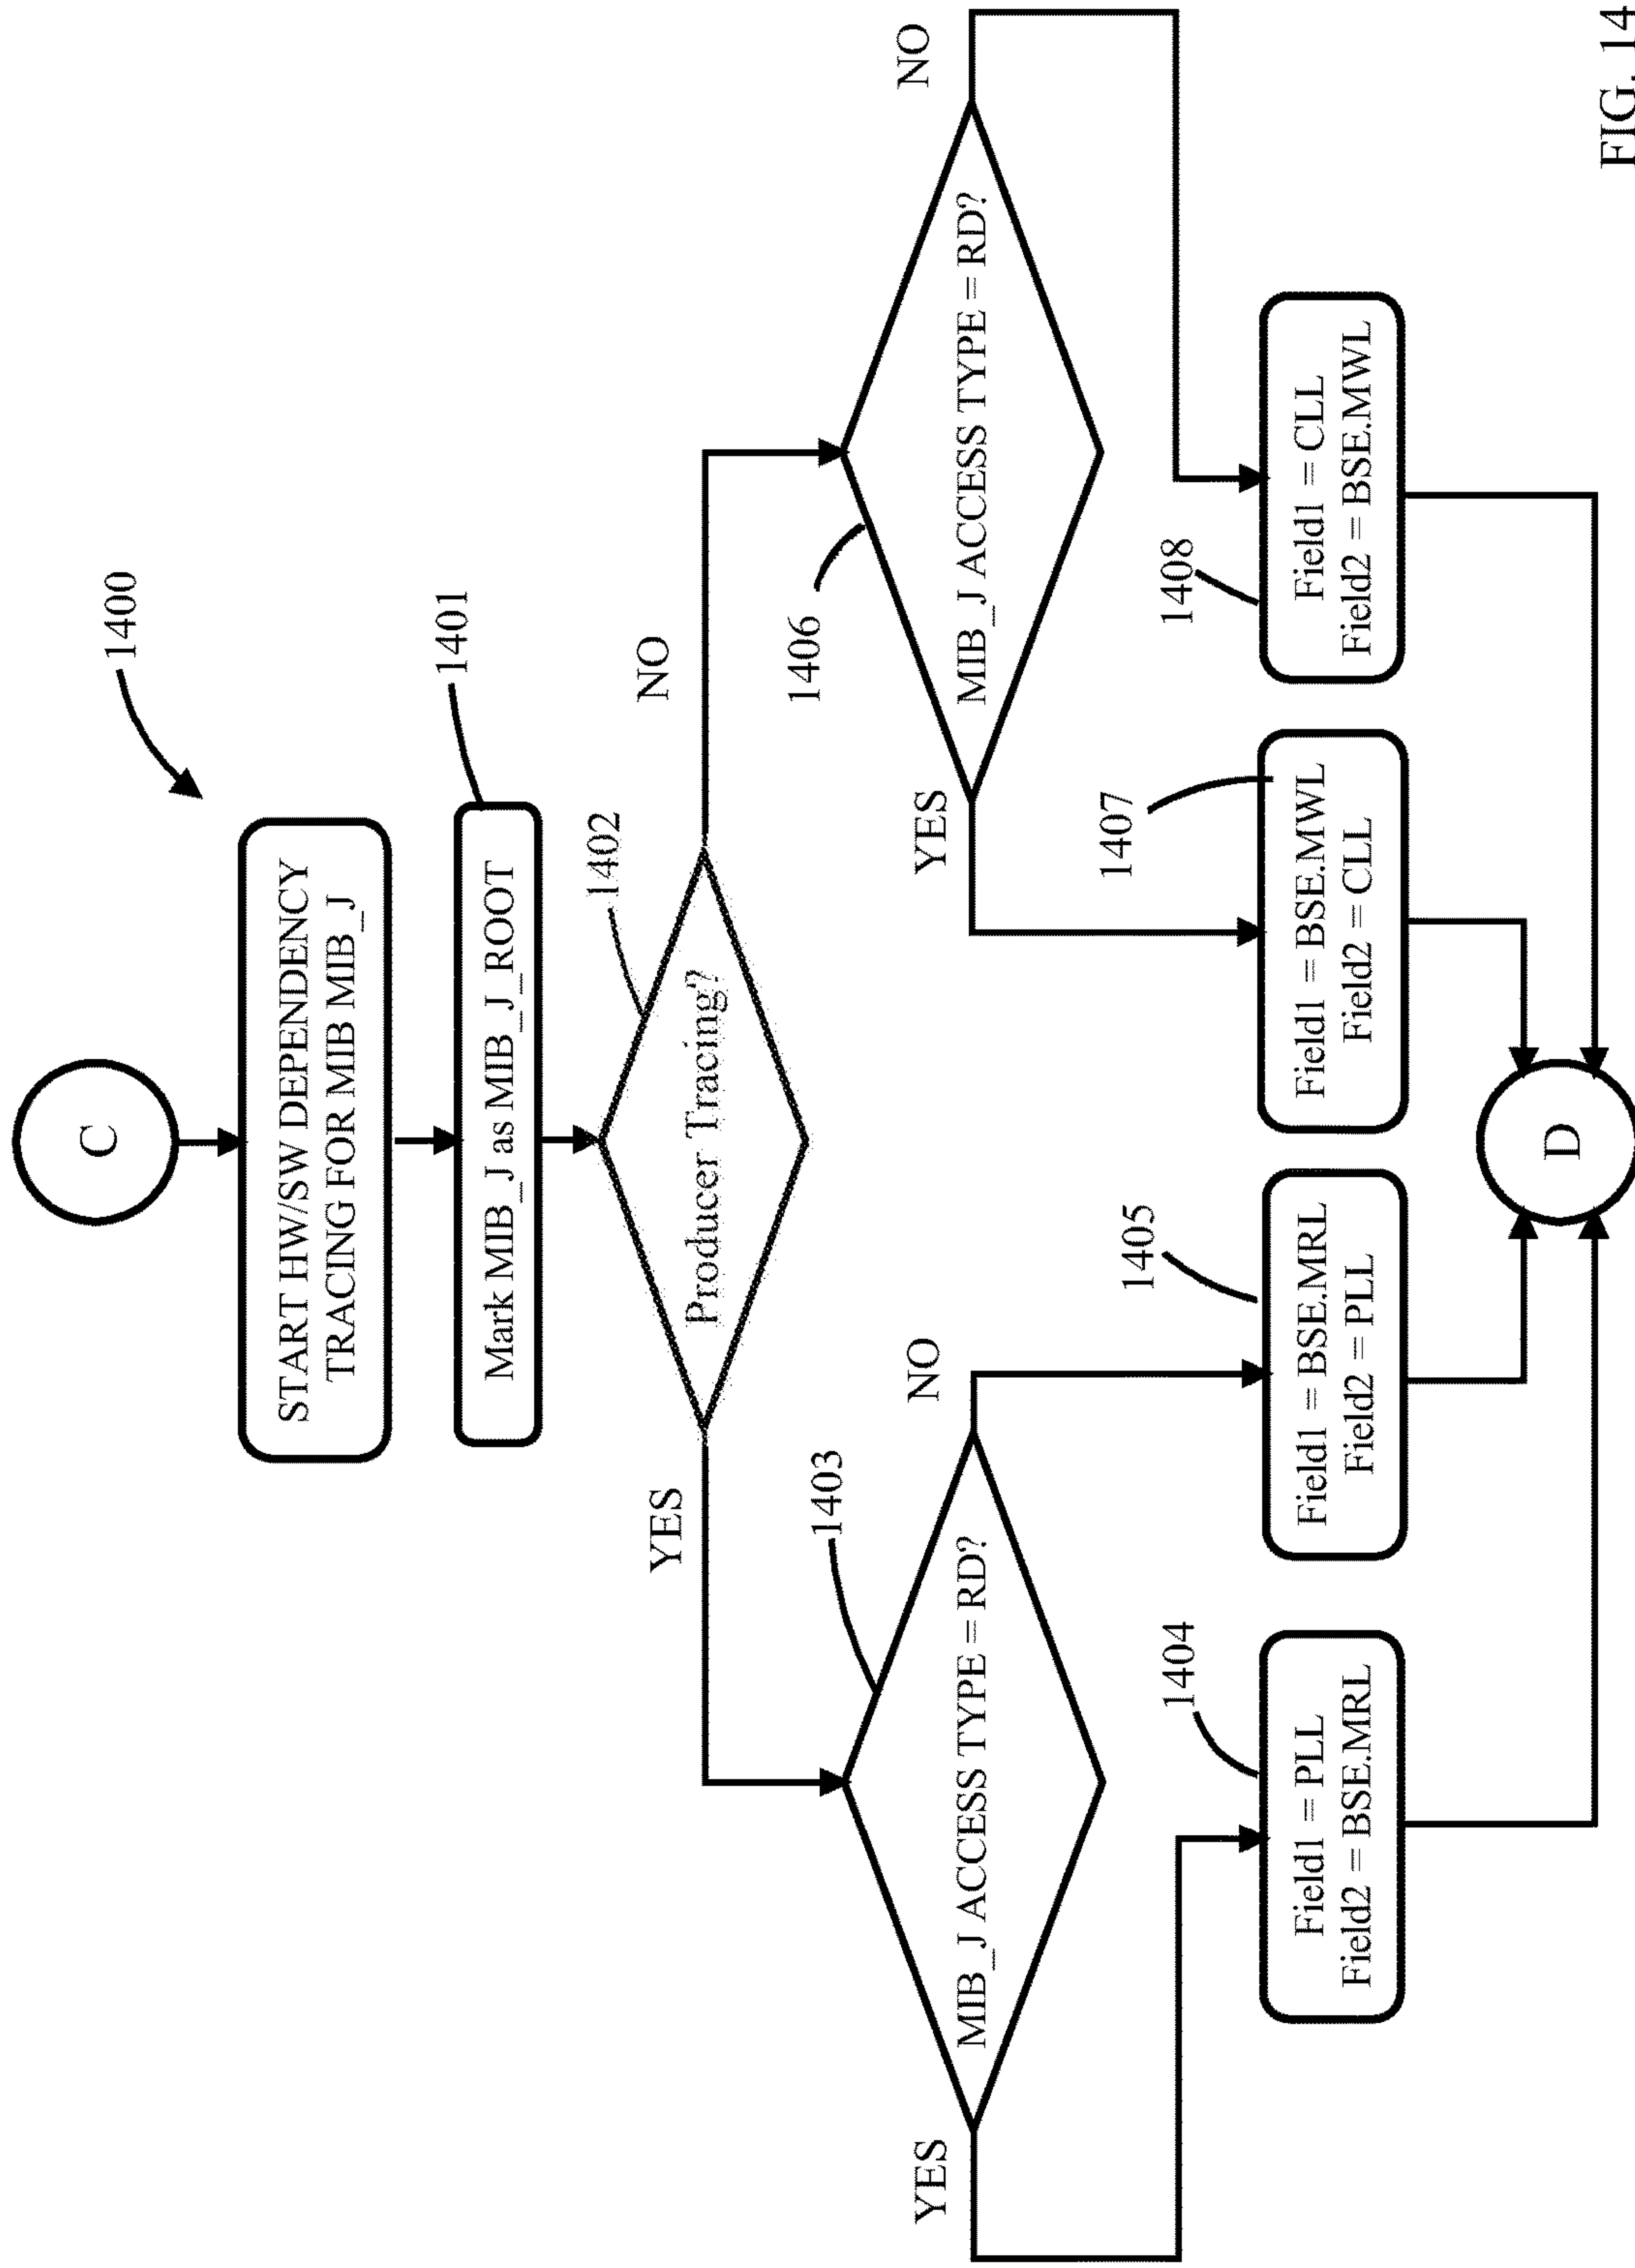 C
1400
START HW/SW DEPENDENCY
TRACING FOR MIB MIB_J
1401
Mark MIB_J as MIB_J_ROOT
1402
Producer Tracing?
YES
NO
1403
MIB_J ACCESS TYPE = RD?
YES
NO
1406
MIB_J ACCESS TYPE = RD?
YES
NO
1404
Field1 = PLL
Field2 = BSE.MRL
1405
Field1 = BSE.MRL
Field2 = PLL
1407
Field1 = BSE.MWL
Field2 = CLL
1408
Field1 = CLL
Field2 = BSE.MWL
D
FIG. 14